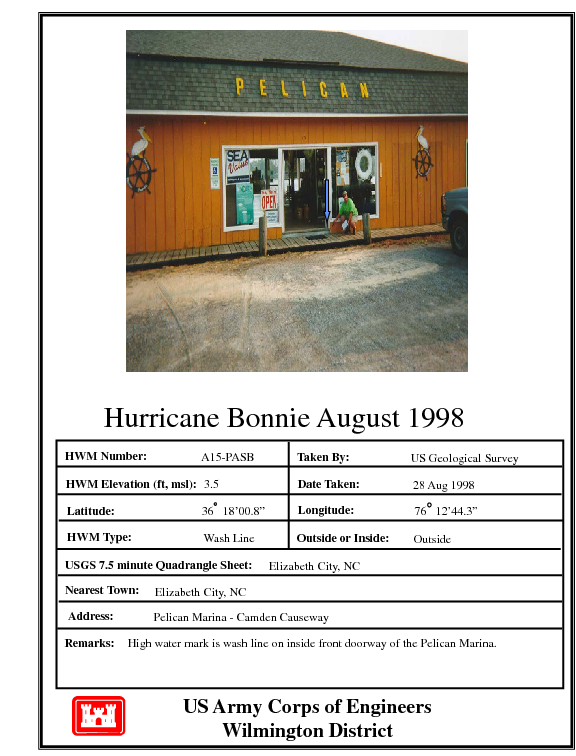 PELICAN
SEA
OPEN
Hurricane Bonnie August 1998
HWM Number: A15-PASB Taken By: US Geological Survey
HWM Elevation (ft, msl): 3.5 Date Taken: 28 Aug 1998
Latitude: 36° 18’00.8” Longitude: 76° 12’44.3”
HWM Type: Wash Line Outside or Inside: Outside
USGS 7.5 minute Quadrangle Sheet: Elizabeth City, NC
Nearest Town: Elizabeth City, NC
Address: Pelican Marina - Camden Causeway
Remarks: High water mark is wash line on inside front doorway of the Pelican Marina.
US Army Corps of Engineers
Wilmington District